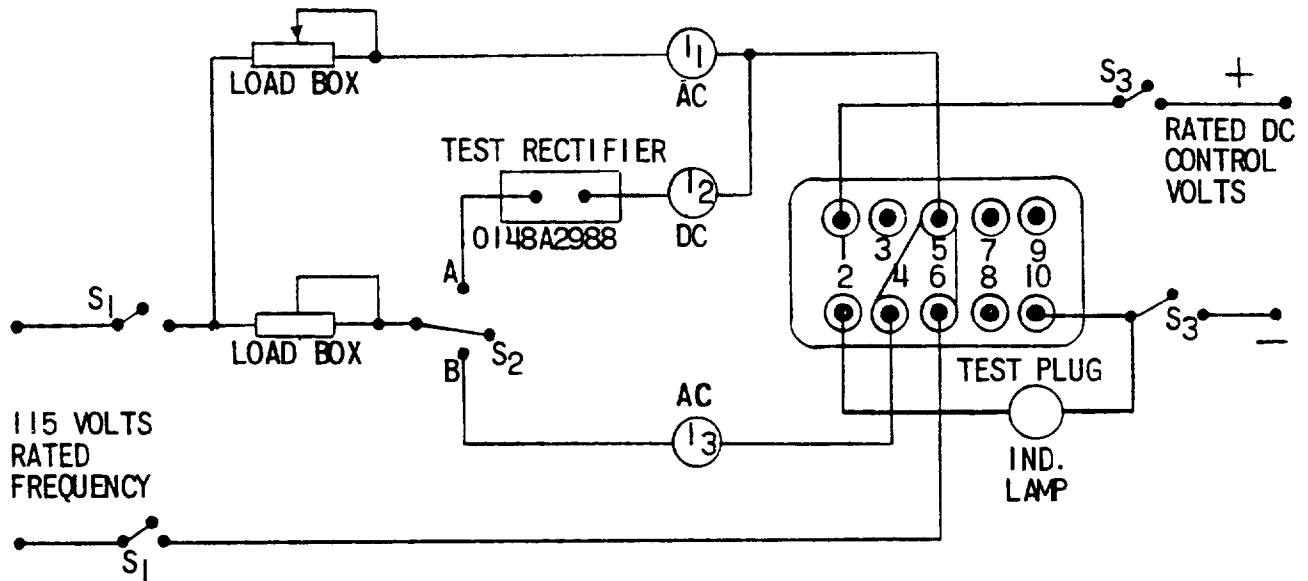 LOAD BOX
I1
AC
S3
+
RATED DC
CONTROL
VOLTS
TEST RECTIFIER
I2
0148A2988
DC
1 3 5 7 9
2 4 6 8 10
A
S1
LOAD BOX
S2
B
S3
−
TEST PLUG
AC
I3
IND.
LAMP
115 VOLTS
RATED
FREQUENCY
S1